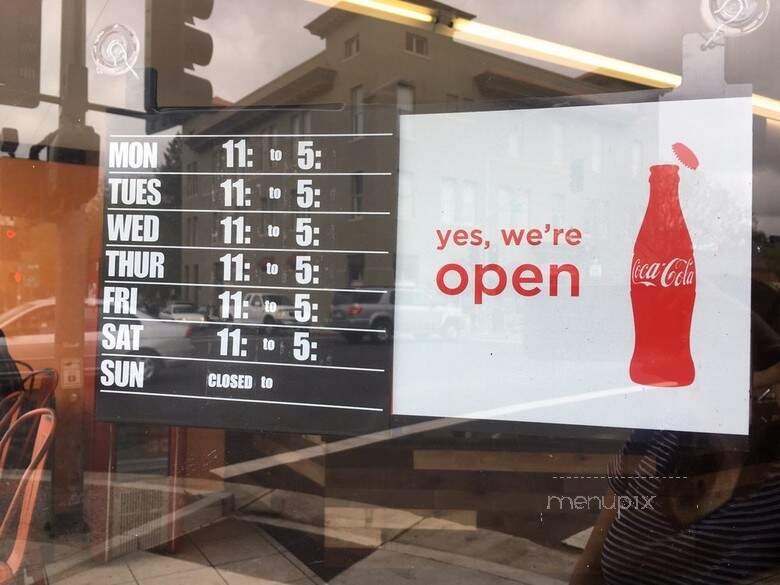 MON 11: to 5:
TUES 11: to 5:
WED 11: to 5:
THUR 11: to 5:
FRI 11: to 5:
SAT 11: to 5:
SUN CLOSED to
yes, we're
open
Coca-Cola
menupix